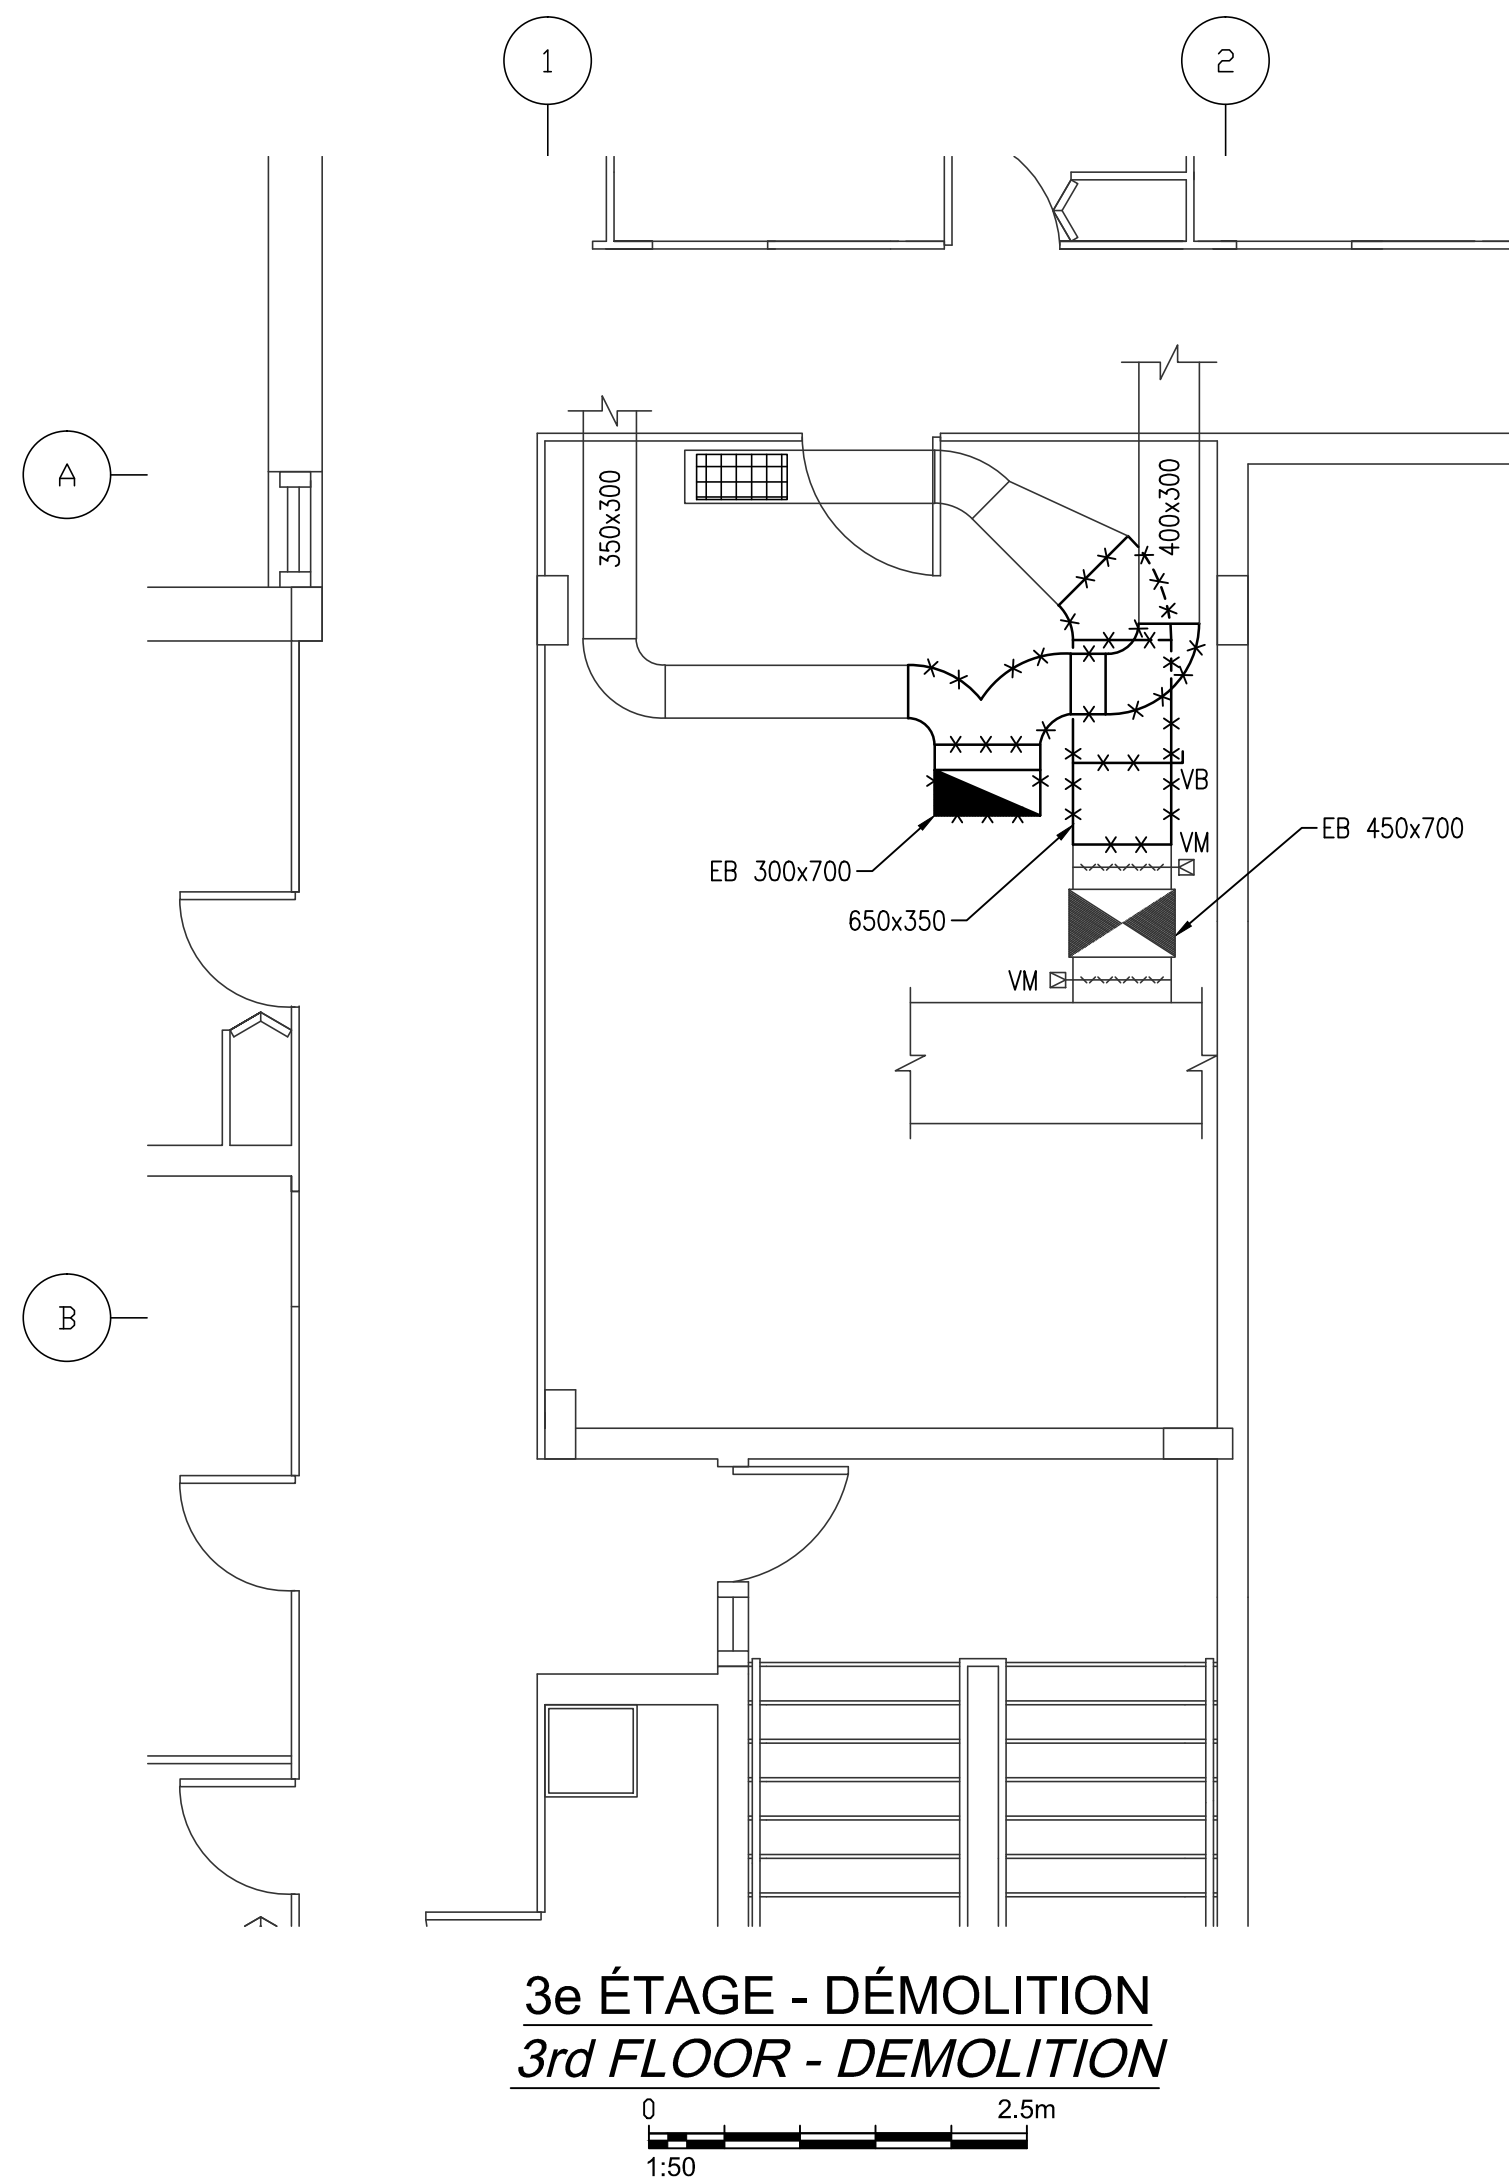 1
2
A
350x300
400x300
VB
EB 450x700
VM
EB 300x700
650x350
VM
B
3e ÉTAGE - DÉMOLITION
3rd FLOOR - DEMOLITION
0 2.5m
1:50